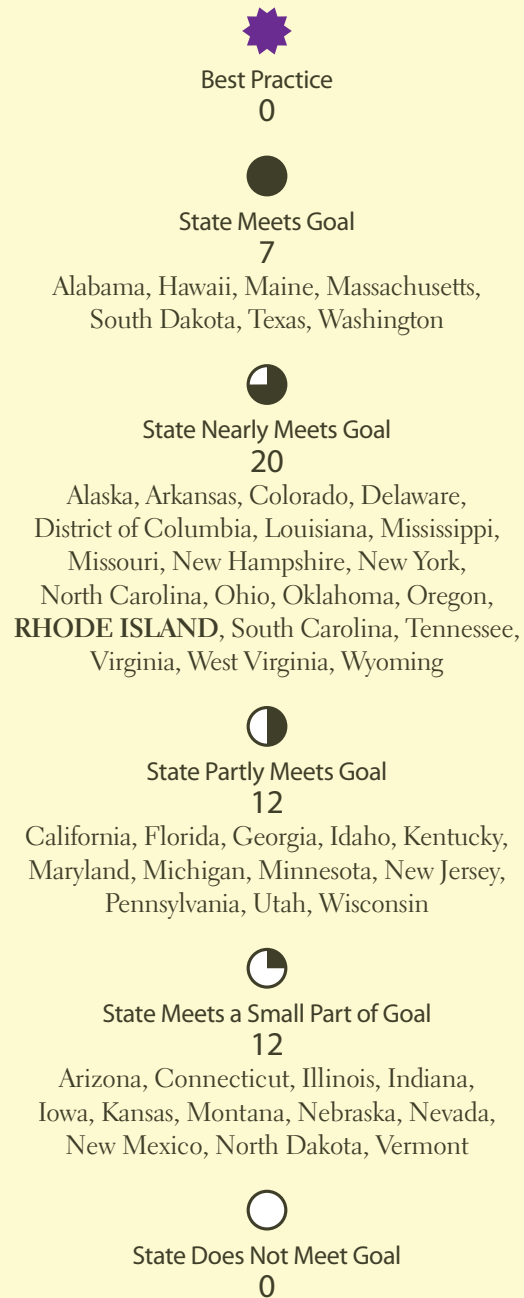 Best Practice
0
State Meets Goal
7
Alabama, Hawaii, Maine, Massachusetts,
South Dakota, Texas, Washington
State Nearly Meets Goal
20
Alaska, Arkansas, Colorado, Delaware,
District of Columbia, Louisiana, Mississippi,
Missouri, New Hampshire, New York,
North Carolina, Ohio, Oklahoma, Oregon,
RHODE ISLAND, South Carolina, Tennessee,
Virginia, West Virginia, Wyoming
State Partly Meets Goal
12
California, Florida, Georgia, Idaho, Kentucky,
Maryland, Michigan, Minnesota, New Jersey,
Pennsylvania, Utah, Wisconsin
State Meets a Small Part of Goal
12
Arizona, Connecticut, Illinois, Indiana,
Iowa, Kansas, Montana, Nebraska, Nevada,
New Mexico, North Dakota, Vermont
State Does Not Meet Goal
0